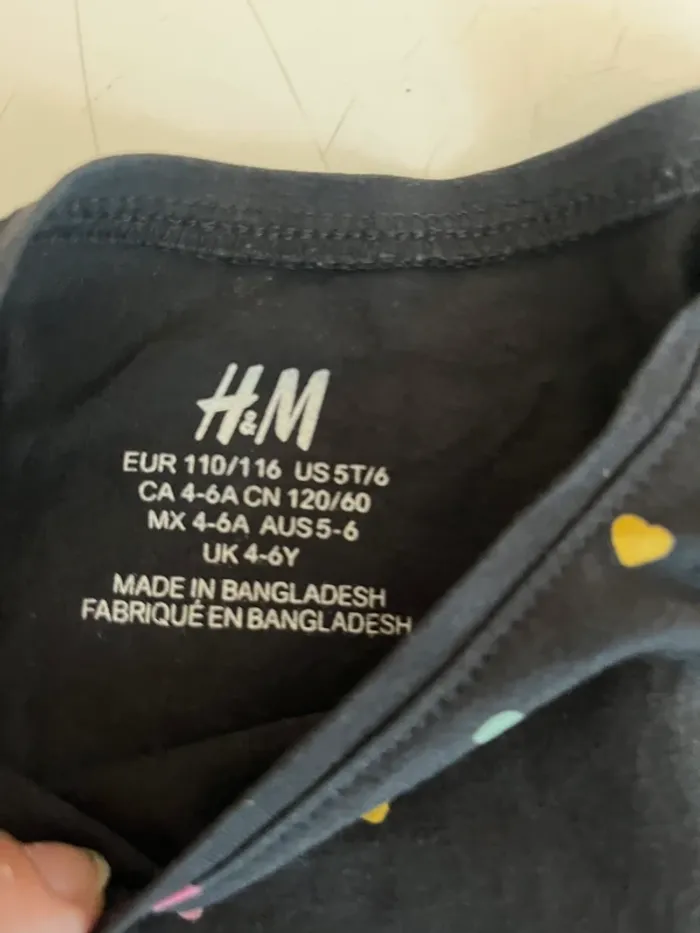 H&M
EUR 110/116 US 5T/6
CA 4-6A CN 120/60
MX 4-6A AUS 5-6
UK 4-6Y
MADE IN BANGLADESH
FABRIQUÉ EN BANGLADESH